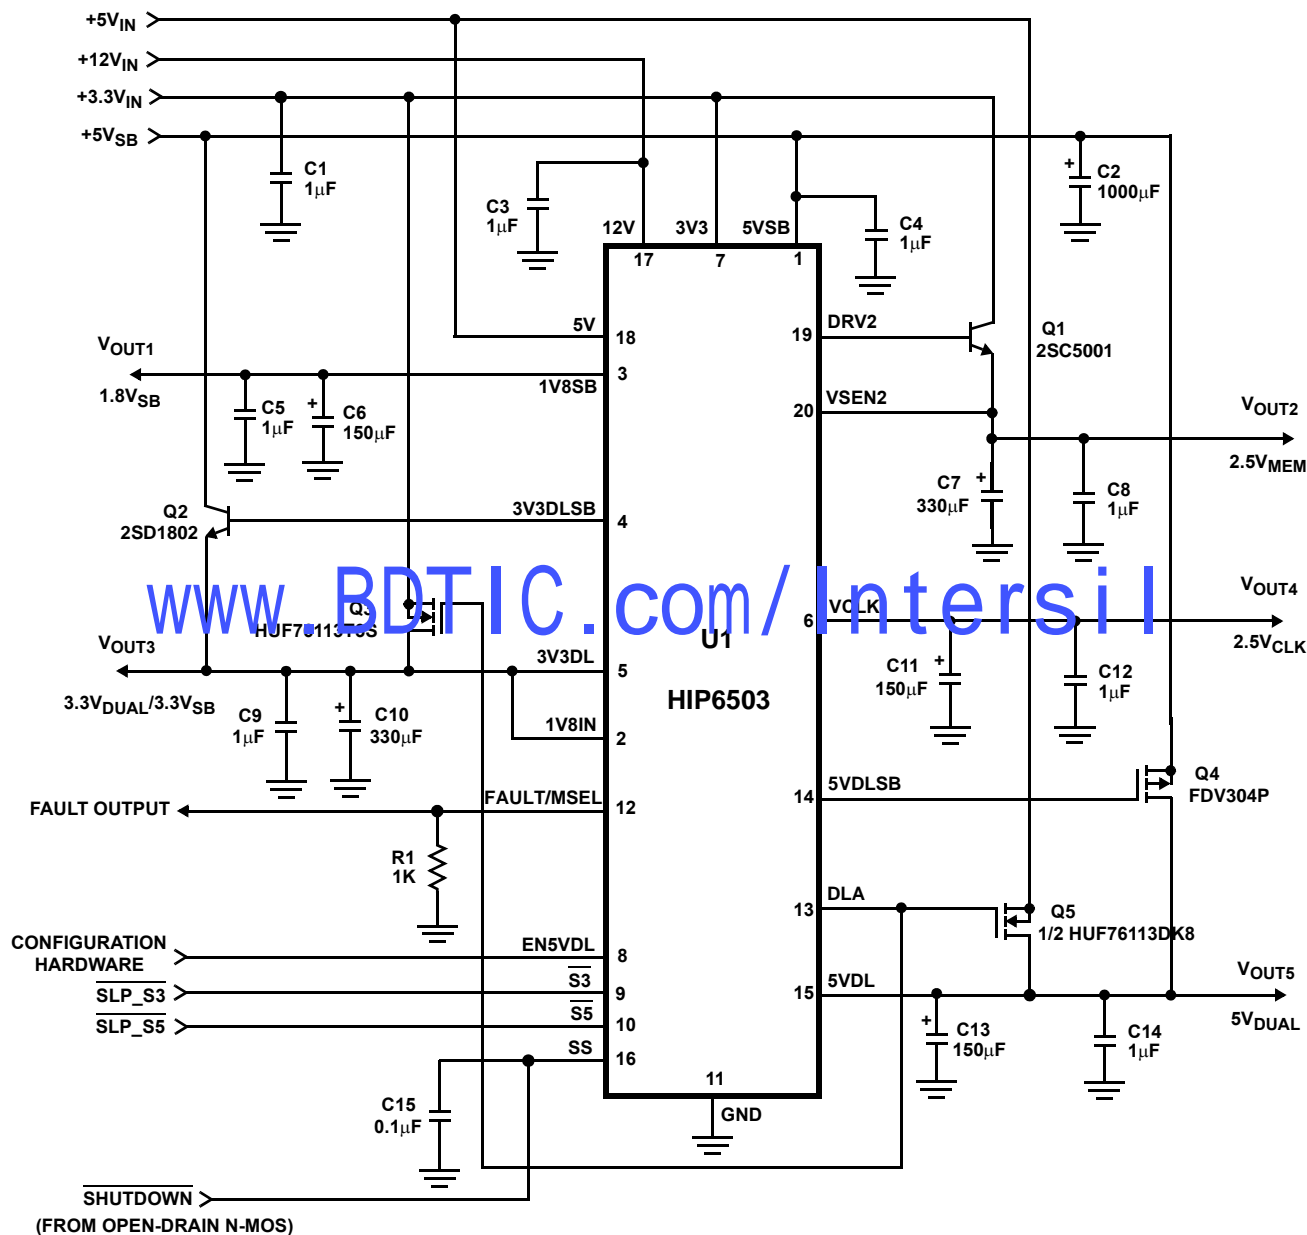 +5VIN
+12VIN
+3.3VIN
+5VSB
C1
1µF
C2
1000µF
C3
1µF
C4
1µF
12V
3V3
5VSB
17
7
1
5V
18
DRV2
19
Q1
2SC5001
VOUT1
1.8VSB
3
1V8SB
C5
1µF
C6
150µF
20
VSEN2
VOUT2
2.5VMEM
C7
330µF
C8
1µF
Q2
2SD1802
3V3DLSB
4
www.BDTIC.com/Intersil
Q3
VCLK
6
U1
HIP6503
VOUT4
2.5VCLK
VOUT3
3.3VDUAL/3.3VSB
3V3DL
5
C11
150µF
C12
1µF
C9
1µF
C10
330µF
1V8IN
2
FAULT OUTPUT
FAULT/MSEL
12
5VDLSB
14
Q4
FDV304P
R1
1K
DLA
13
Q5
1/2 HUF76113DK8
CONFIGURATION
HARDWARE
EN5VDL
8
SLP_S3
S3
9
SLP_S5
S5
10
SS
16
5VDL
15
VOUT5
5VDUAL
C13
150µF
C14
1µF
C15
0.1µF
11
GND
SHUTDOWN
(FROM OPEN-DRAIN N-MOS)